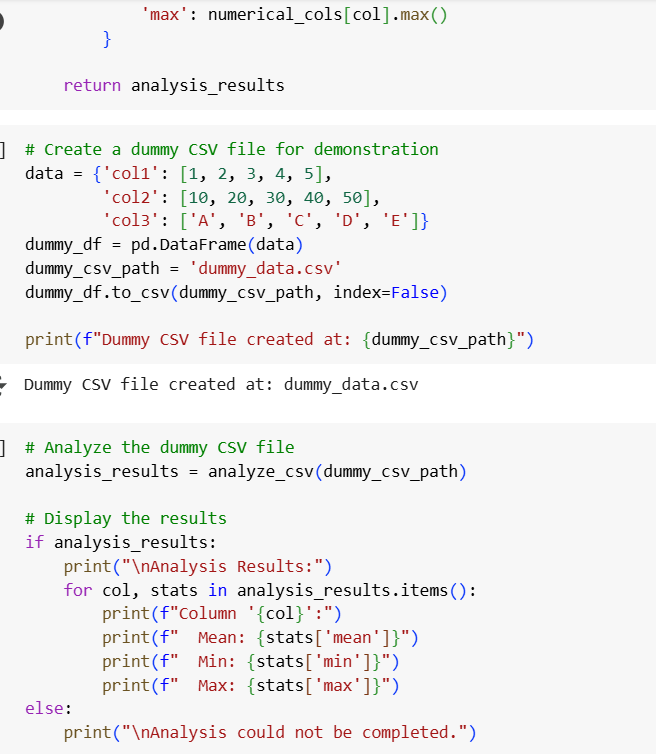 'max': numerical_cols[col].max()
        }
    return analysis_results
] # Create a dummy CSV file for demonstration
data = {'col1': [1, 2, 3, 4, 5],
        'col2': [10, 20, 30, 40, 50],
        'col3': ['A', 'B', 'C', 'D', 'E']}
dummy_df = pd.DataFrame(data)
dummy_csv_path = 'dummy_data.csv'
dummy_df.to_csv(dummy_csv_path, index=False)
print(f"Dummy CSV file created at: {dummy_csv_path}")
Dummy CSV file created at: dummy_data.csv
] # Analyze the dummy CSV file
analysis_results = analyze_csv(dummy_csv_path)
# Display the results
if analysis_results:
    print("\nAnalysis Results:")
    for col, stats in analysis_results.items():
        print(f"Column '{col}':")
        print(f"  Mean: {stats['mean']}")
        print(f"  Min: {stats['min']}")
        print(f"  Max: {stats['max']}")
else:
    print("\nAnalysis could not be completed.")